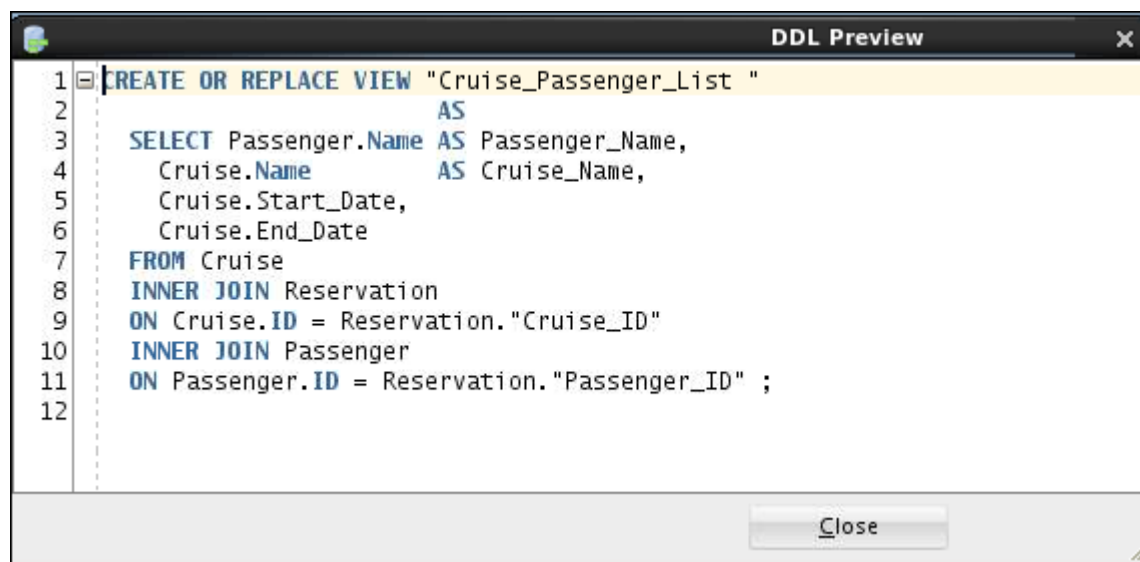 DDL Preview
1 CREATE OR REPLACE VIEW "Cruise_Passenger_List "
2 AS
3 SELECT Passenger.Name AS Passenger_Name,
4 Cruise.Name AS Cruise_Name,
5 Cruise.Start_Date,
6 Cruise.End_Date
7 FROM Cruise
8 INNER JOIN Reservation
9 ON Cruise.ID = Reservation."Cruise_ID"
10 INNER JOIN Passenger
11 ON Passenger.ID = Reservation."Passenger_ID" ;
12
Close